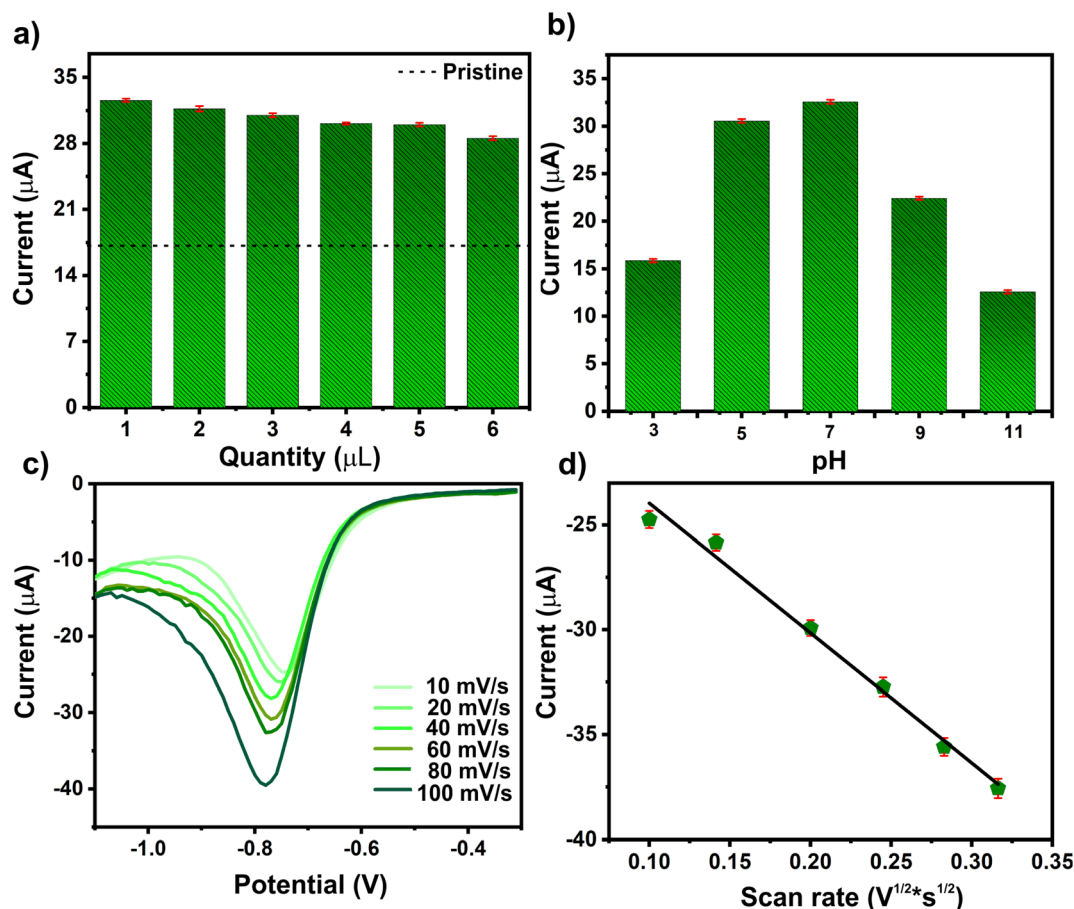 a)
Current (μA)
35
28
21
14
7
0
Pristine
1 2 3 4 5 6
Quantity (μL)
b)
Current (μA)
35
30
25
20
15
10
5
0
3 5 7 9 11
pH
c)
Current (μA)
0
-10
-20
-30
-40
10 mV/s
20 mV/s
40 mV/s
60 mV/s
80 mV/s
100 mV/s
-1.0 -0.8 -0.6 -0.4
Potential (V)
d)
Current (μA)
-25
-30
-35
-40
0.10 0.15 0.20 0.25 0.30 0.35
Scan rate (V¹/²*s¹/²)